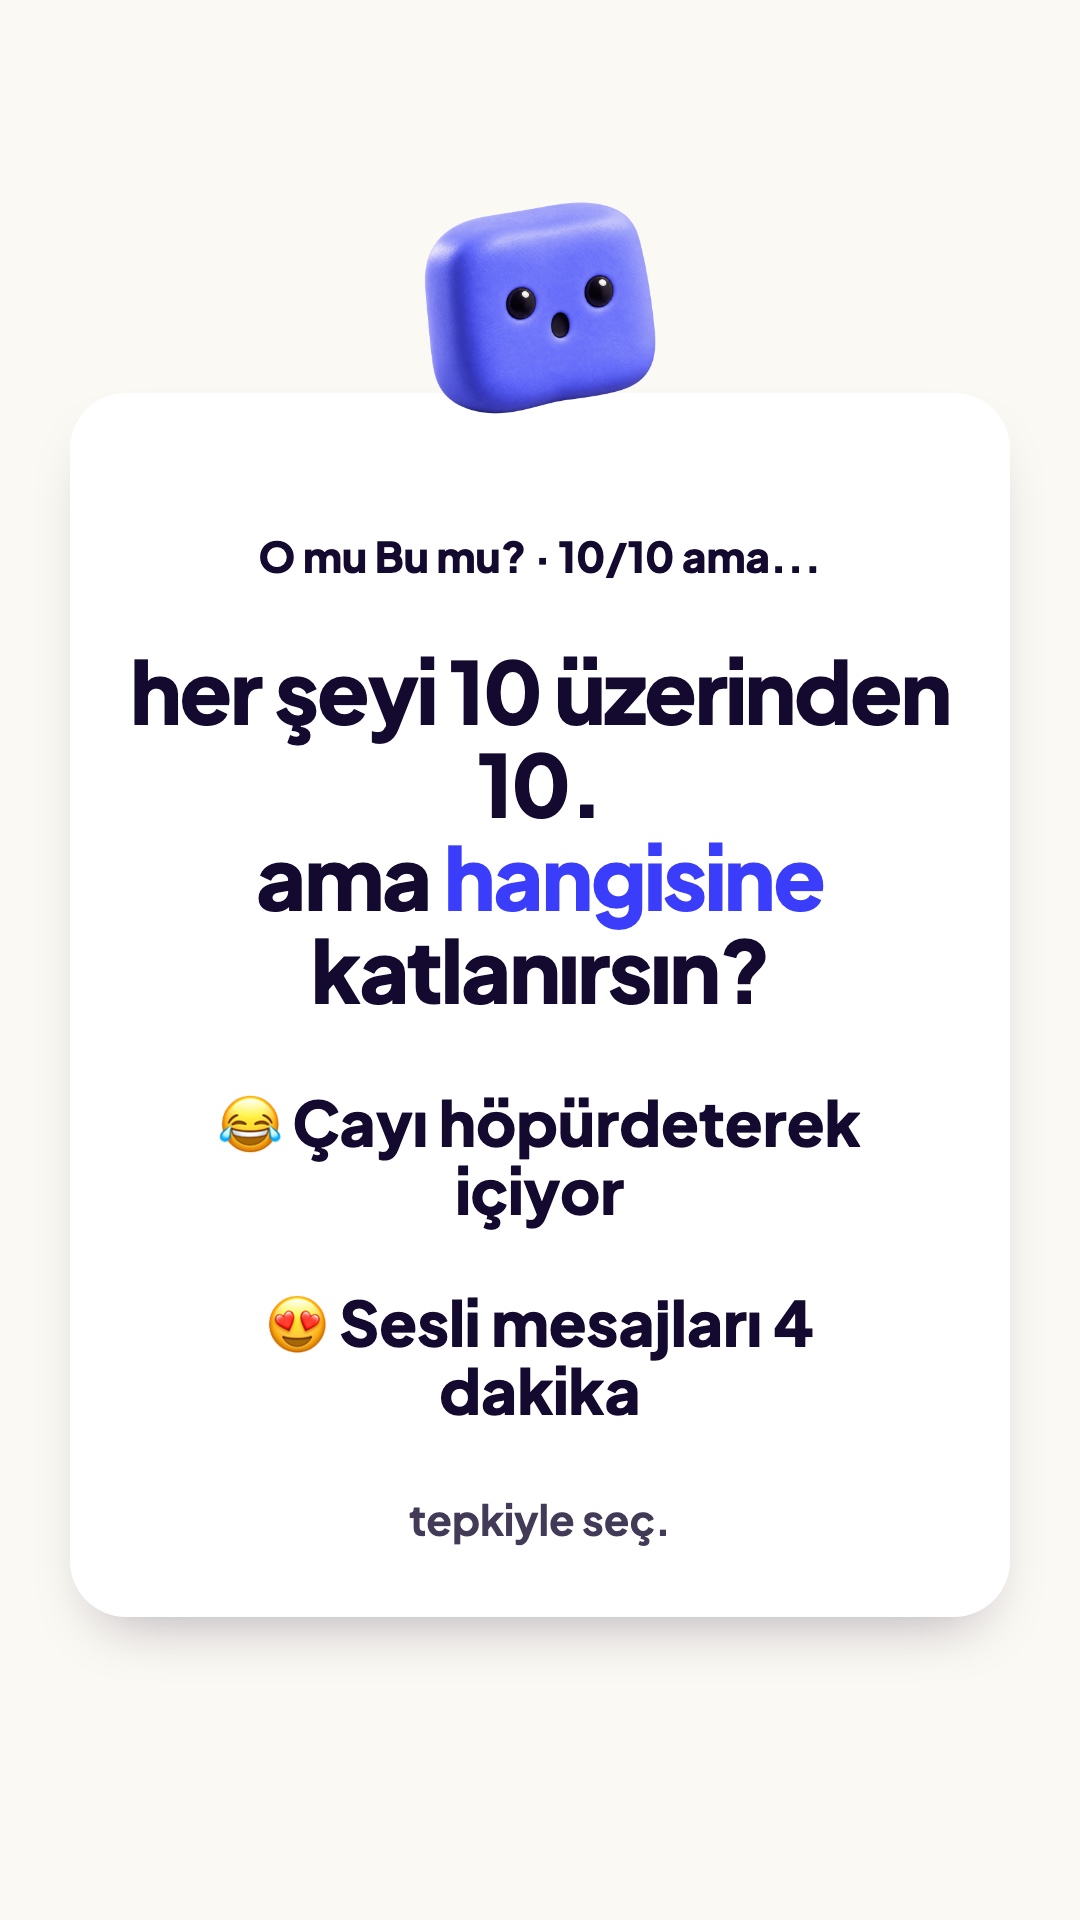 O mu Bu mu? · 10/10 ama...
her şeyi 10 üzerinden
10.
ama hangisine
katlanırsın?
😂 Çayı höpürdeterek
içiyor
😍 Sesli mesajları 4
dakika
tepkiyle seç.